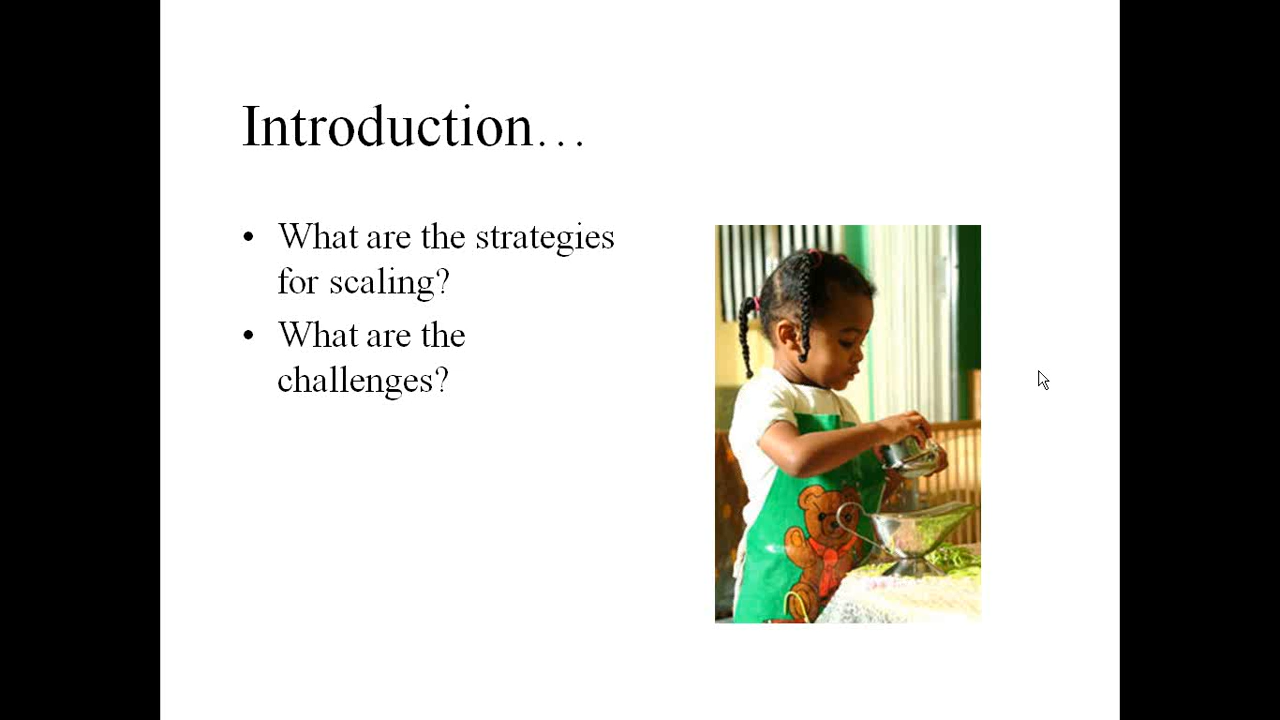 Introduction…
• What are the strategies
for scaling?
• What are the
challenges?